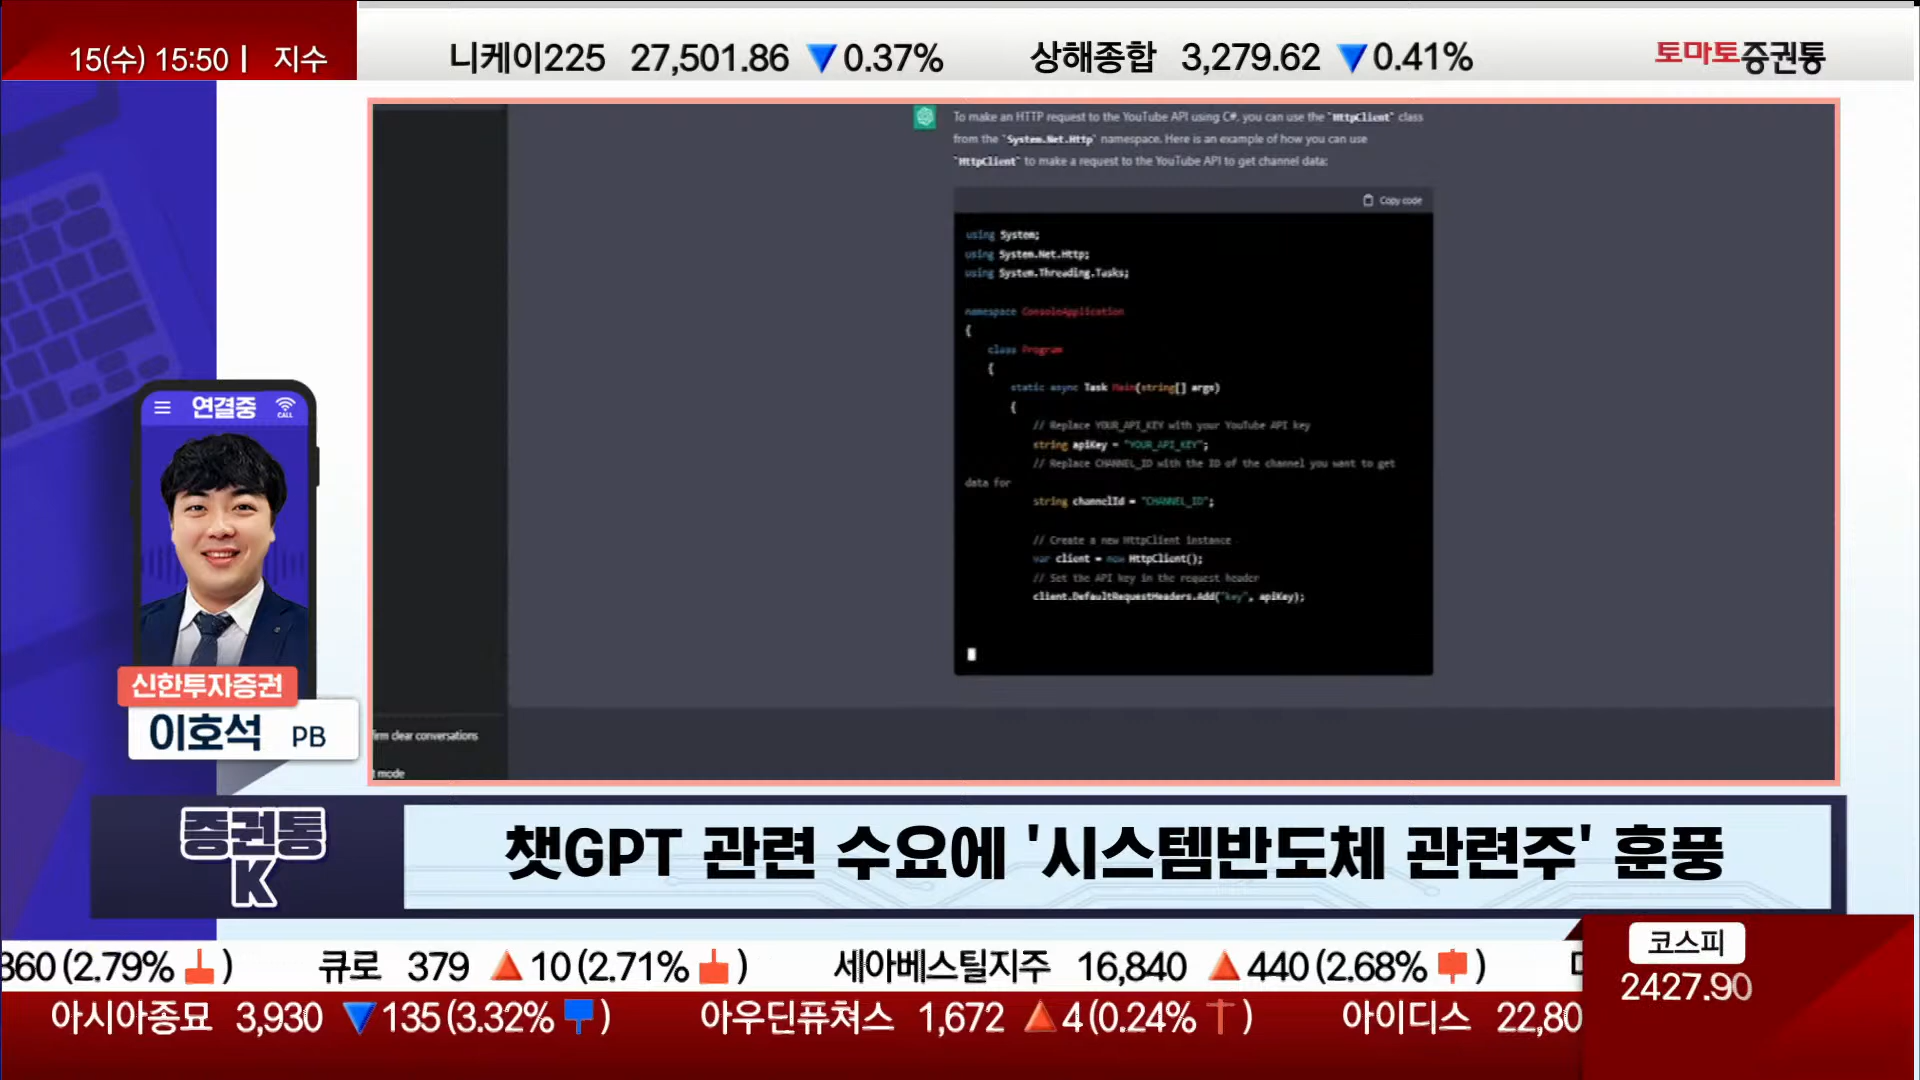 15(수) 15:50 | 지수
니케이225 27,501.86 ▼0.37% 상해종합 3,279.62 ▼0.41%
토마토증권통
To make an HTTP request to the YouTube API using C#, you can use the `HttpClient` class
from the `System.Net.Http` namespace. Here is an example of how you can use
`HttpClient` to make a request to the YouTube API to get channel data:
Copy code
using System;
using System.Net.Http;
using System.Threading.Tasks;
namespace ConsoleApplication
{
class Program
{
static async Task Main(string[] args)
{
// Replace YOUR_API_KEY with your YouTube API key
string apiKey = "YOUR_API_KEY";
// Replace CHANNEL_ID with the ID of the channel you want to get
data for
string channelId = "CHANNEL_ID";
// Create a new HttpClient instance
var client = new HttpClient();
// Set the API key in the request header
client.DefaultRequestHeaders.Add("key", apiKey);
clear conversations
mode
연결중
CALL
신한투자증권
이호석 PB
증권통
K
챗GPT 관련 수요에 '시스템반도체 관련주' 훈풍
360 (2.79% ) 큐로 379 ▲10 (2.71% ) 세아베스틸지주 16,840 ▲440 (2.68% )
아시아종묘 3,930 ▼135 (3.32% ) 아우딘퓨쳐스 1,672 ▲4 (0.24% ) 아이디스 22,80
코스피
2427.90